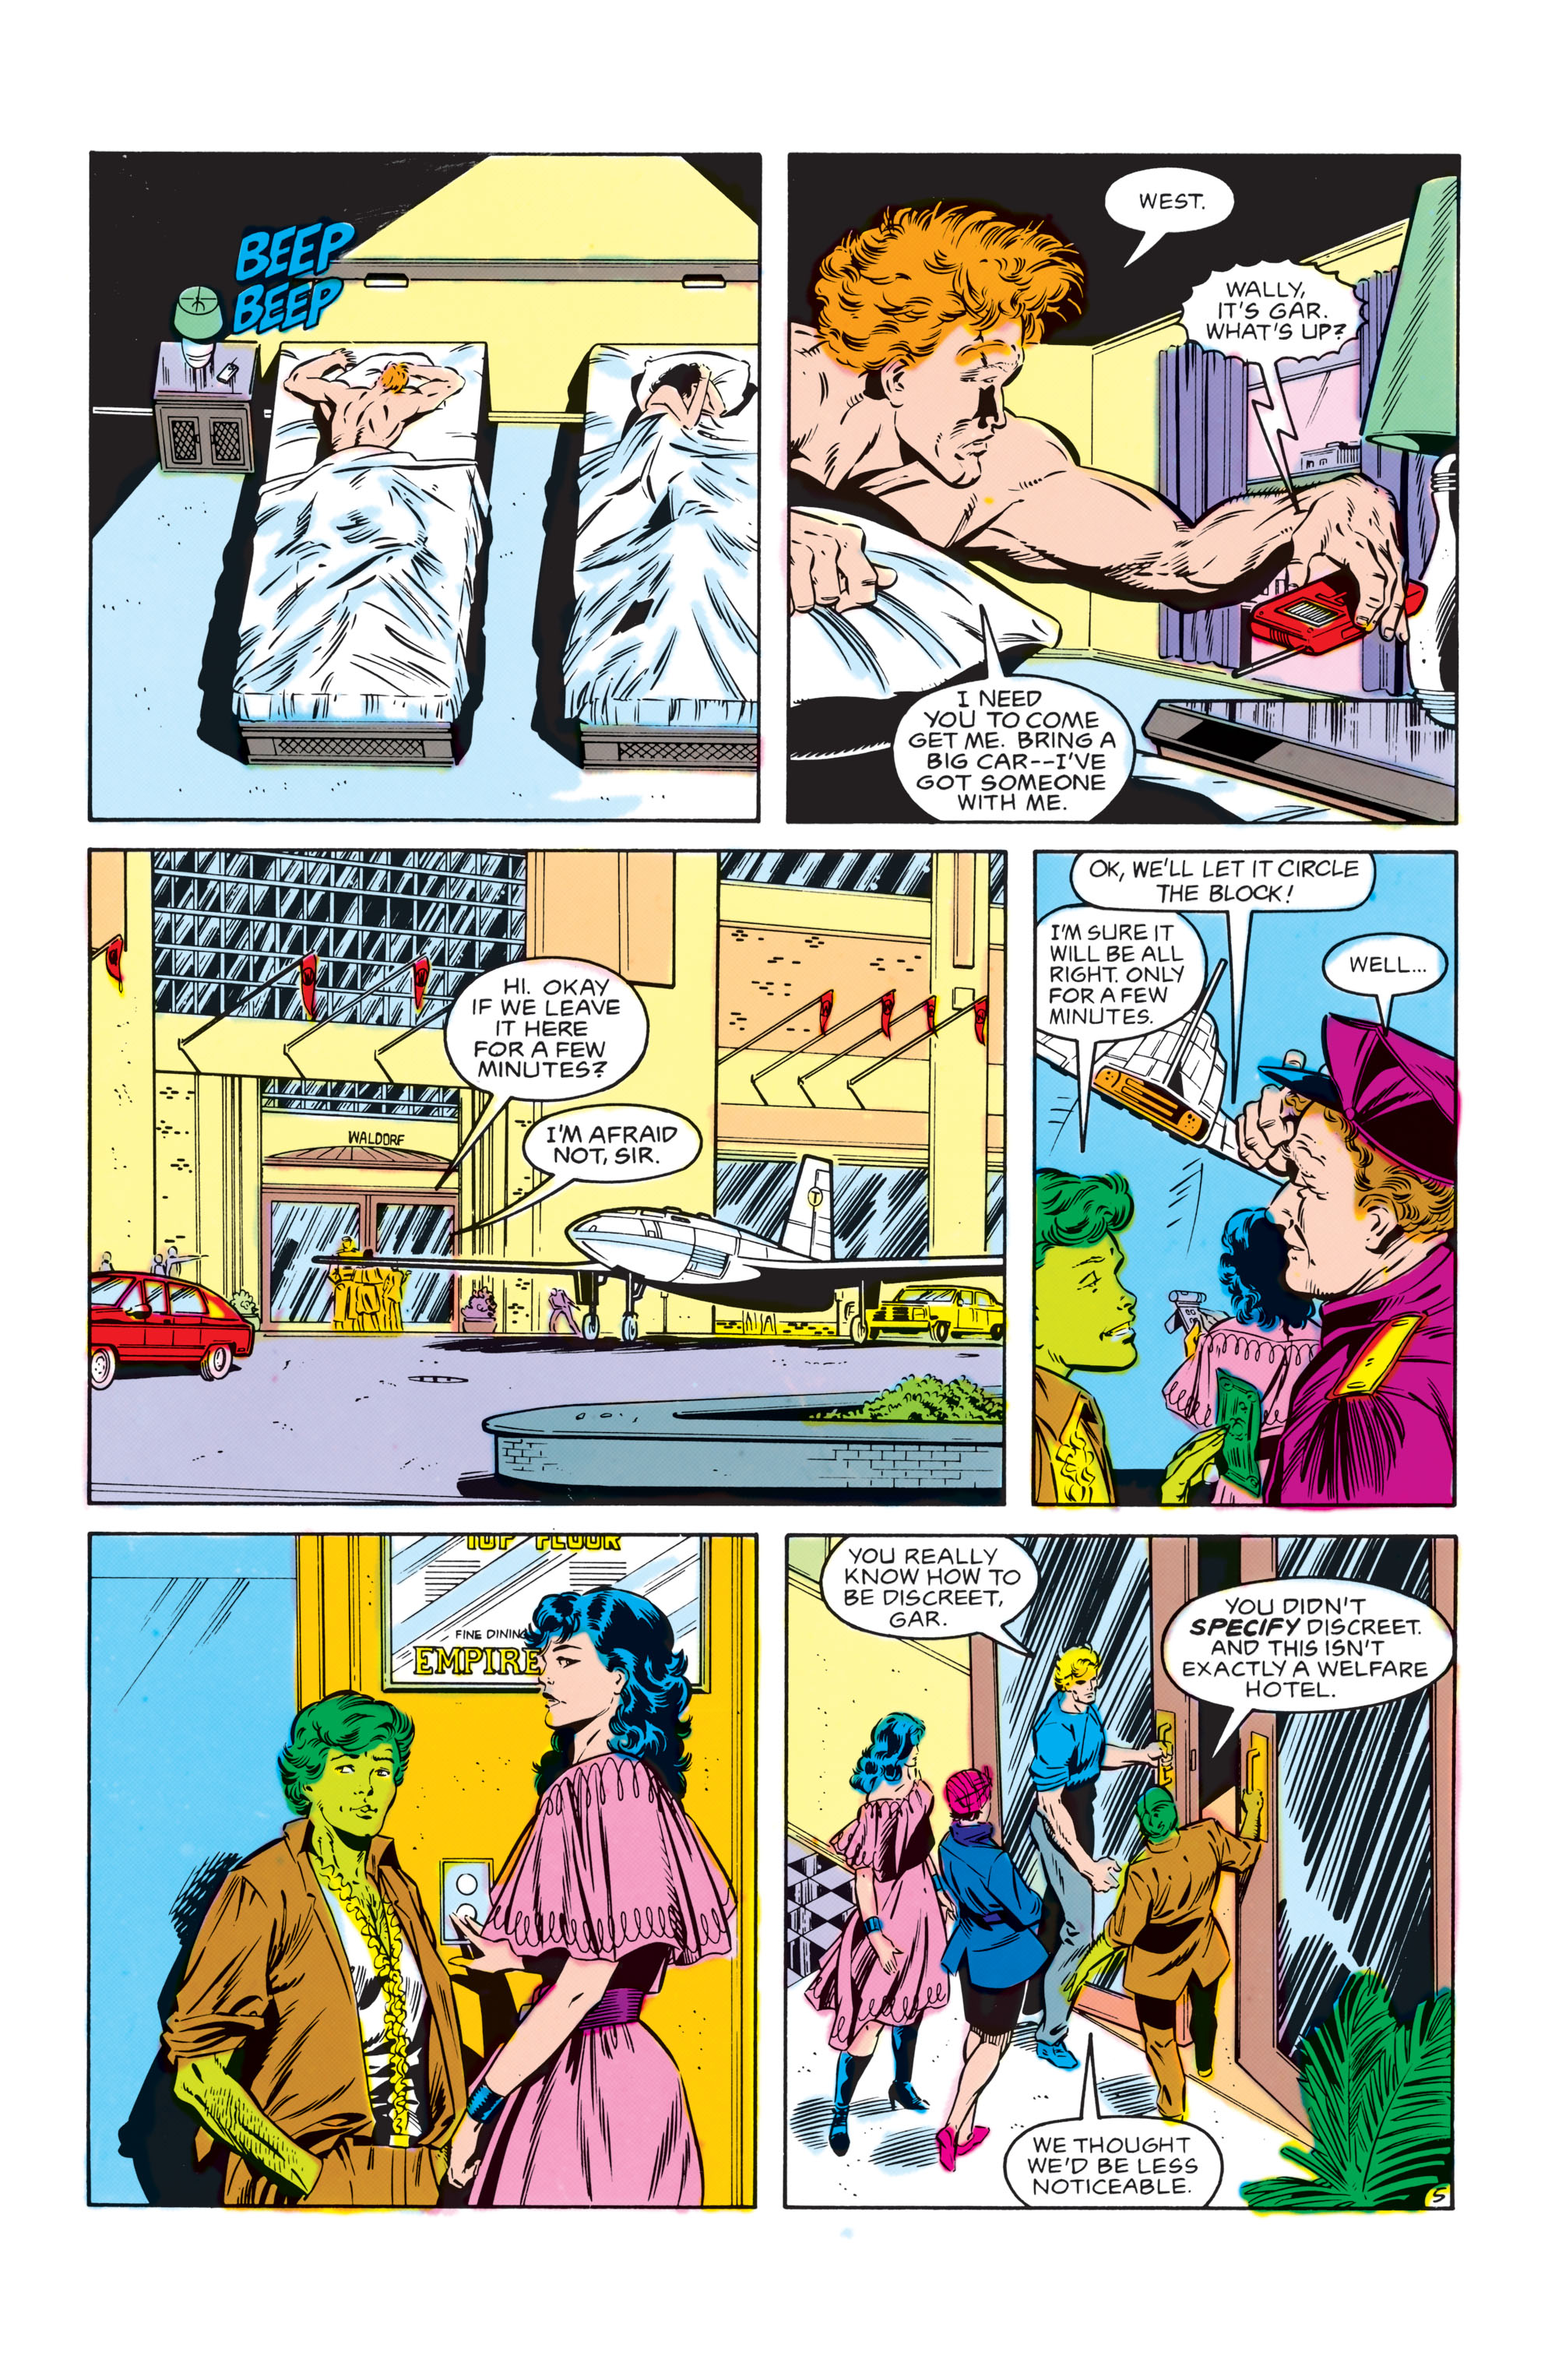 BEEP
BEEP
WEST.
WALLY,
IT'S GAR.
WHAT'S UP?
I NEED
YOU TO COME
GET ME. BRING A
BIG CAR--I'VE
GOT SOMEONE
WITH ME.
HI. OKAY
IF WE LEAVE
IT HERE
FOR A FEW
MINUTES?
I'M AFRAID
NOT, SIR.
WALDORF
T
OK, WE'LL LET IT CIRCLE
THE BLOCK!
I'M SURE IT
WILL BE ALL
RIGHT. ONLY
FOR A FEW
MINUTES.
WELL...
TOP FLOOR
FINE DINING
EMPIRE
YOU REALLY
KNOW HOW TO
BE DISCREET,
GAR.
YOU DIDN'T
SPECIFY DISCREET.
AND THIS ISN'T
EXACTLY A WELFARE
HOTEL.
WE THOUGHT
WE'D BE LESS
NOTICEABLE.
5